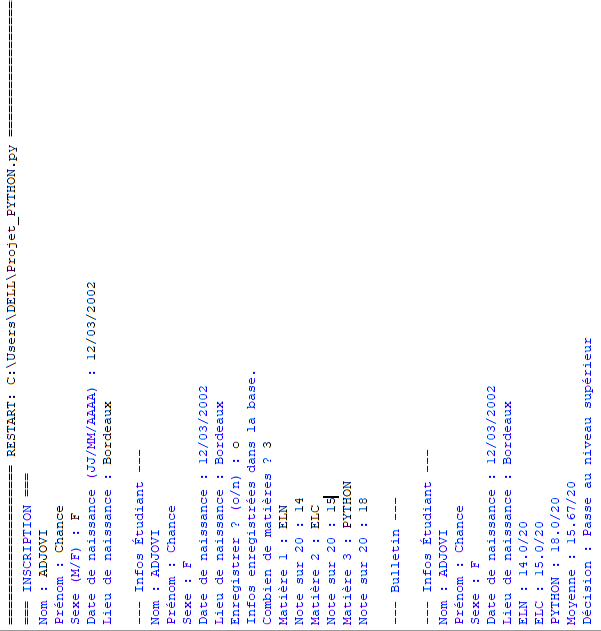 ================ RESTART: C:\Users\DELL\Projet_PYTHON.py ================
=== INSCRIPTION ===
Nom : ADJOVI
Prénom : Chance
Sexe (M/F) : F
Date de naissance (JJ/MM/AAAA) : 12/03/2002
Lieu de naissance : Bordeaux
--- Infos Étudiant ---
Nom : ADJOVI
Prénom : Chance
Sexe : F
Date de naissance : 12/03/2002
Lieu de naissance : Bordeaux
Enregistrer ? (o/n) : o
Infos enregistrées dans la base.
Combien de matières ? 3
Matière 1 : ELN
Note sur 20 : 14
Matière 2 : ELC
Note sur 20 : 15
Matière 3 : PYTHON
Note sur 20 : 18
--- Bulletin ---
--- Infos Étudiant ---
Nom : ADJOVI
Prénom : Chance
Sexe : F
Date de naissance : 12/03/2002
Lieu de naissance : Bordeaux
ELN : 14.0/20
ELC : 15.0/20
PYTHON : 18.0/20
Moyenne : 15.67/20
Décision : Passe au niveau supérieur